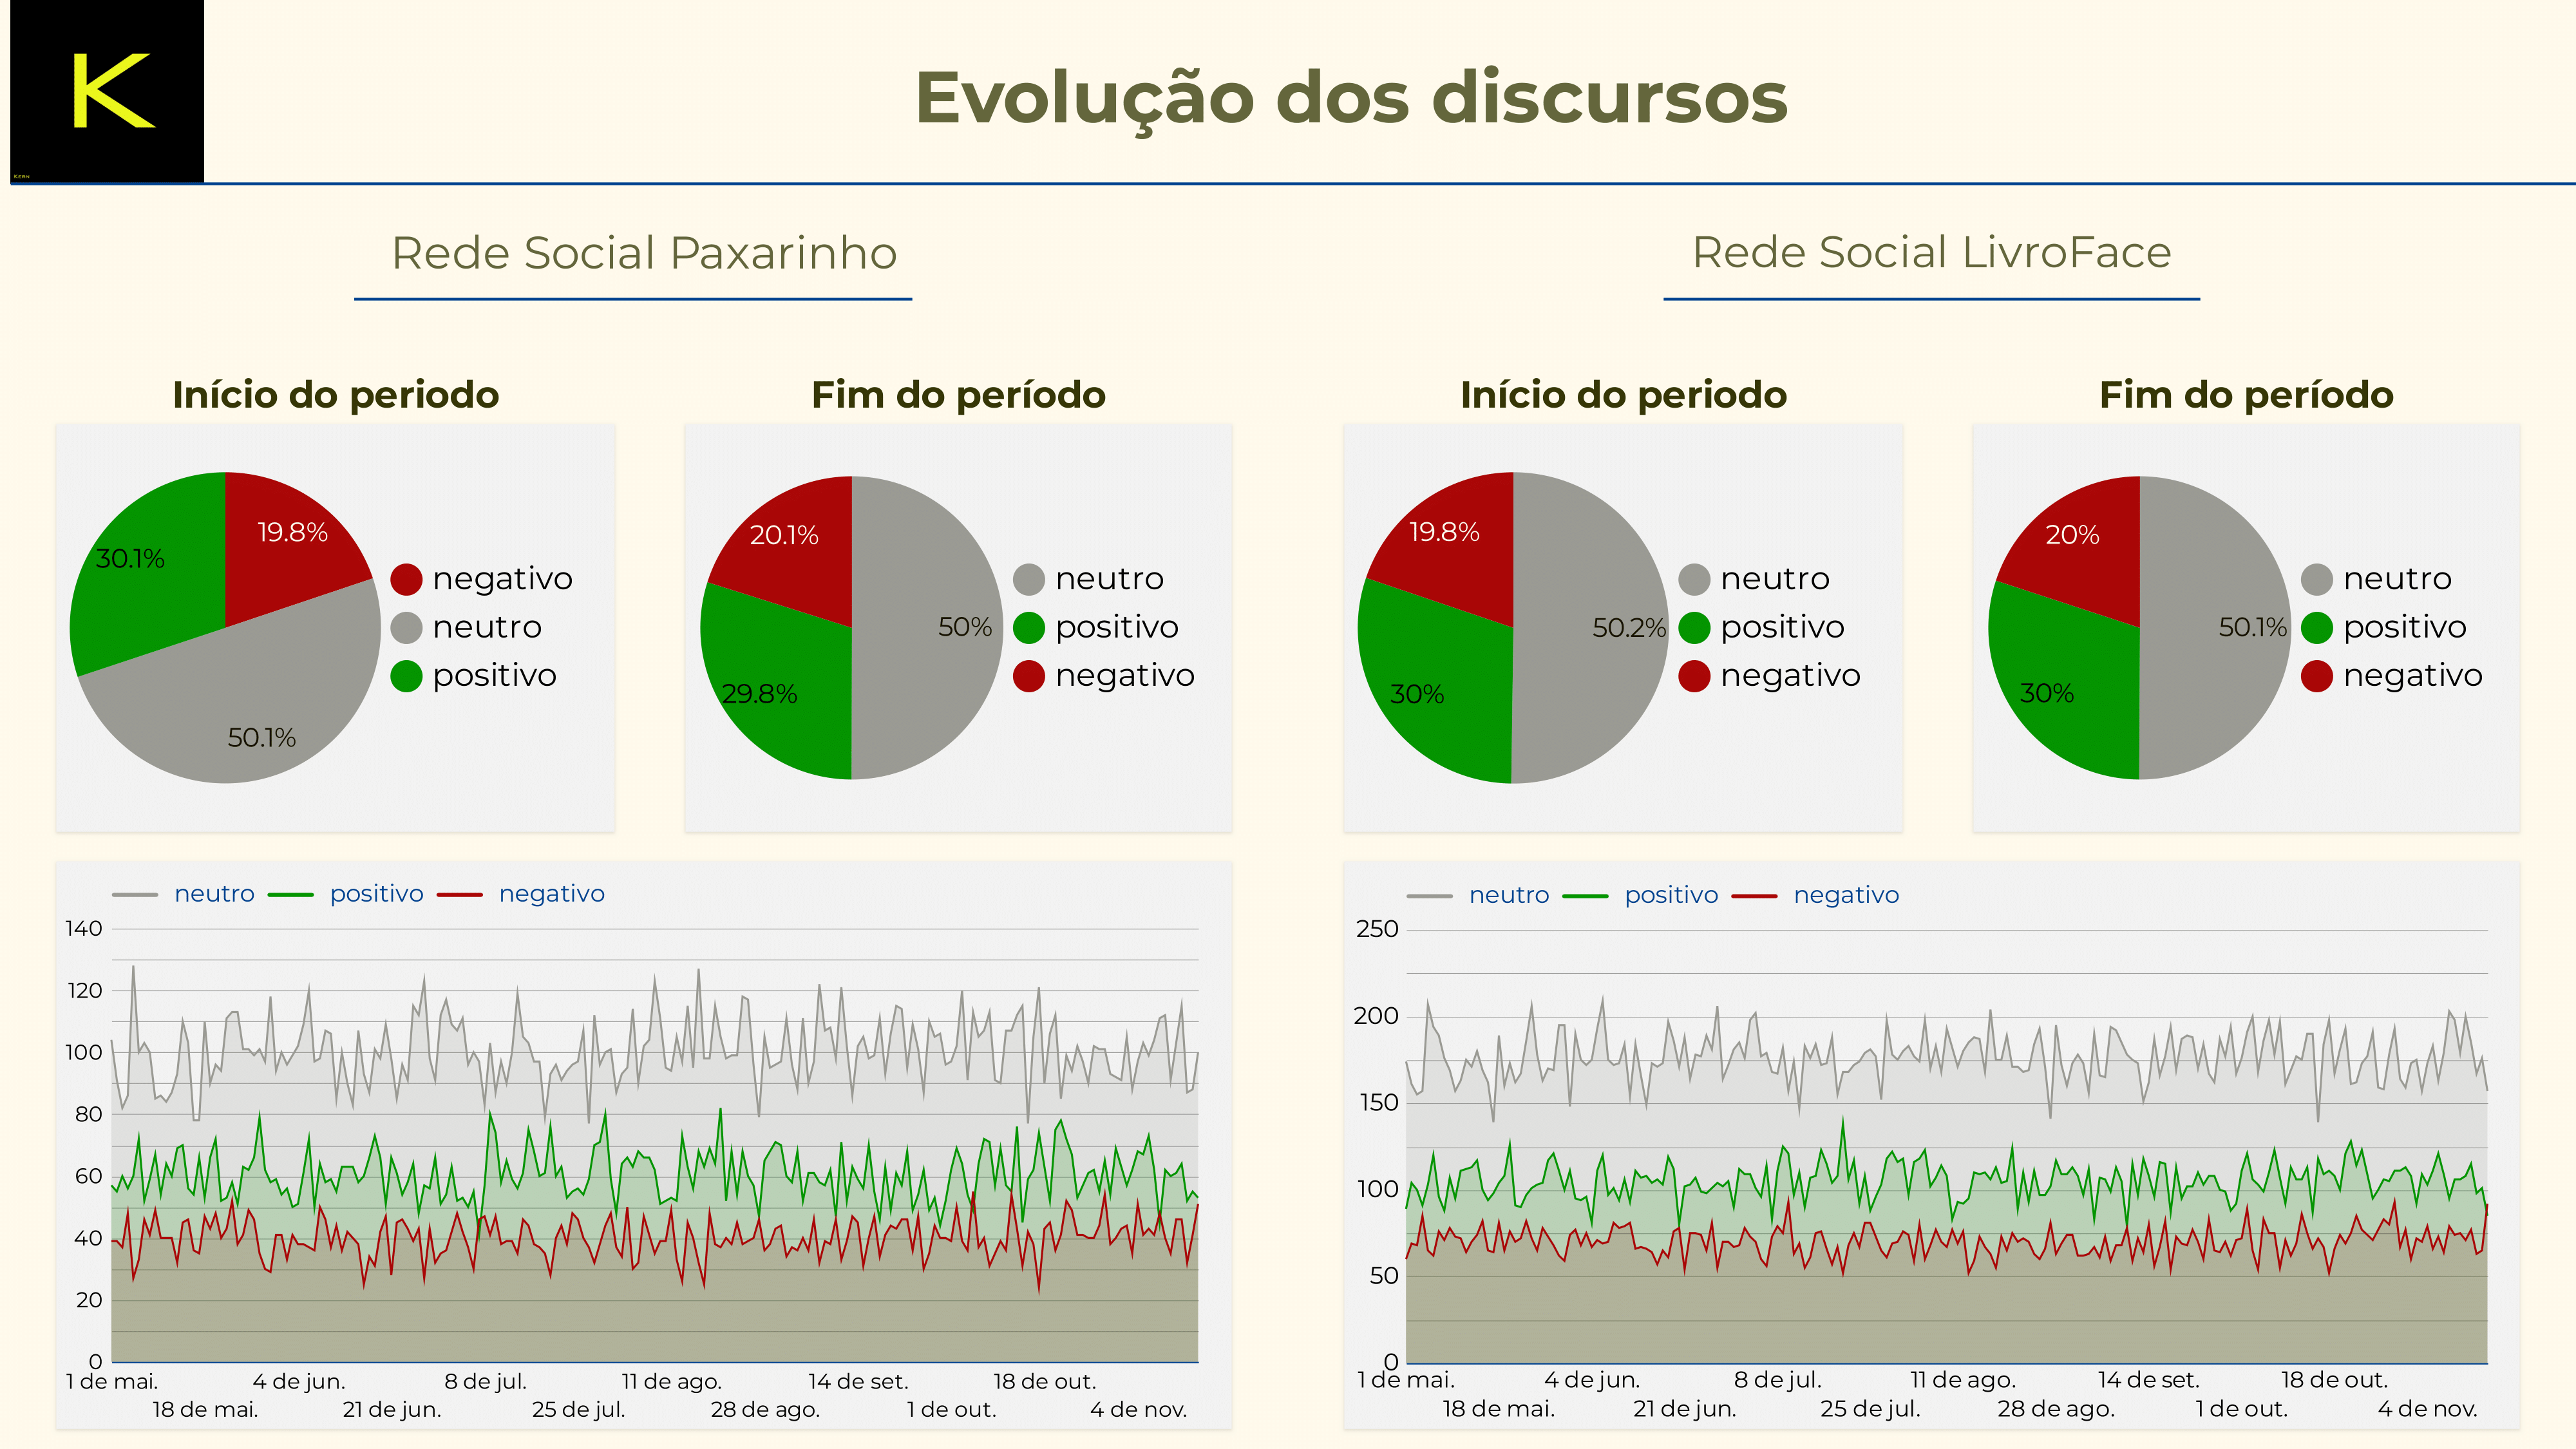 K
Kern
Evolução dos discursos
Rede Social Paxarinho
Rede Social LivroFace
Início do periodo
Fim do período
Início do periodo
Fim do período
19.8%
30.1%
50.1%
negativo
neutro
positivo
20.1%
50%
29.8%
neutro
positivo
negativo
19.8%
50.2%
30%
neutro
positivo
negativo
20%
50.1%
30%
neutro
positivo
negativo
neutro positivo negativo
140
120
100
80
60
40
20
0
1 de mai. 4 de jun. 8 de jul. 11 de ago. 14 de set. 18 de out.
18 de mai. 21 de jun. 25 de jul. 28 de ago. 1 de out. 4 de nov.
neutro positivo negativo
250
200
150
100
50
0
1 de mai. 4 de jun. 8 de jul. 11 de ago. 14 de set. 18 de out.
18 de mai. 21 de jun. 25 de jul. 28 de ago. 1 de out. 4 de nov.